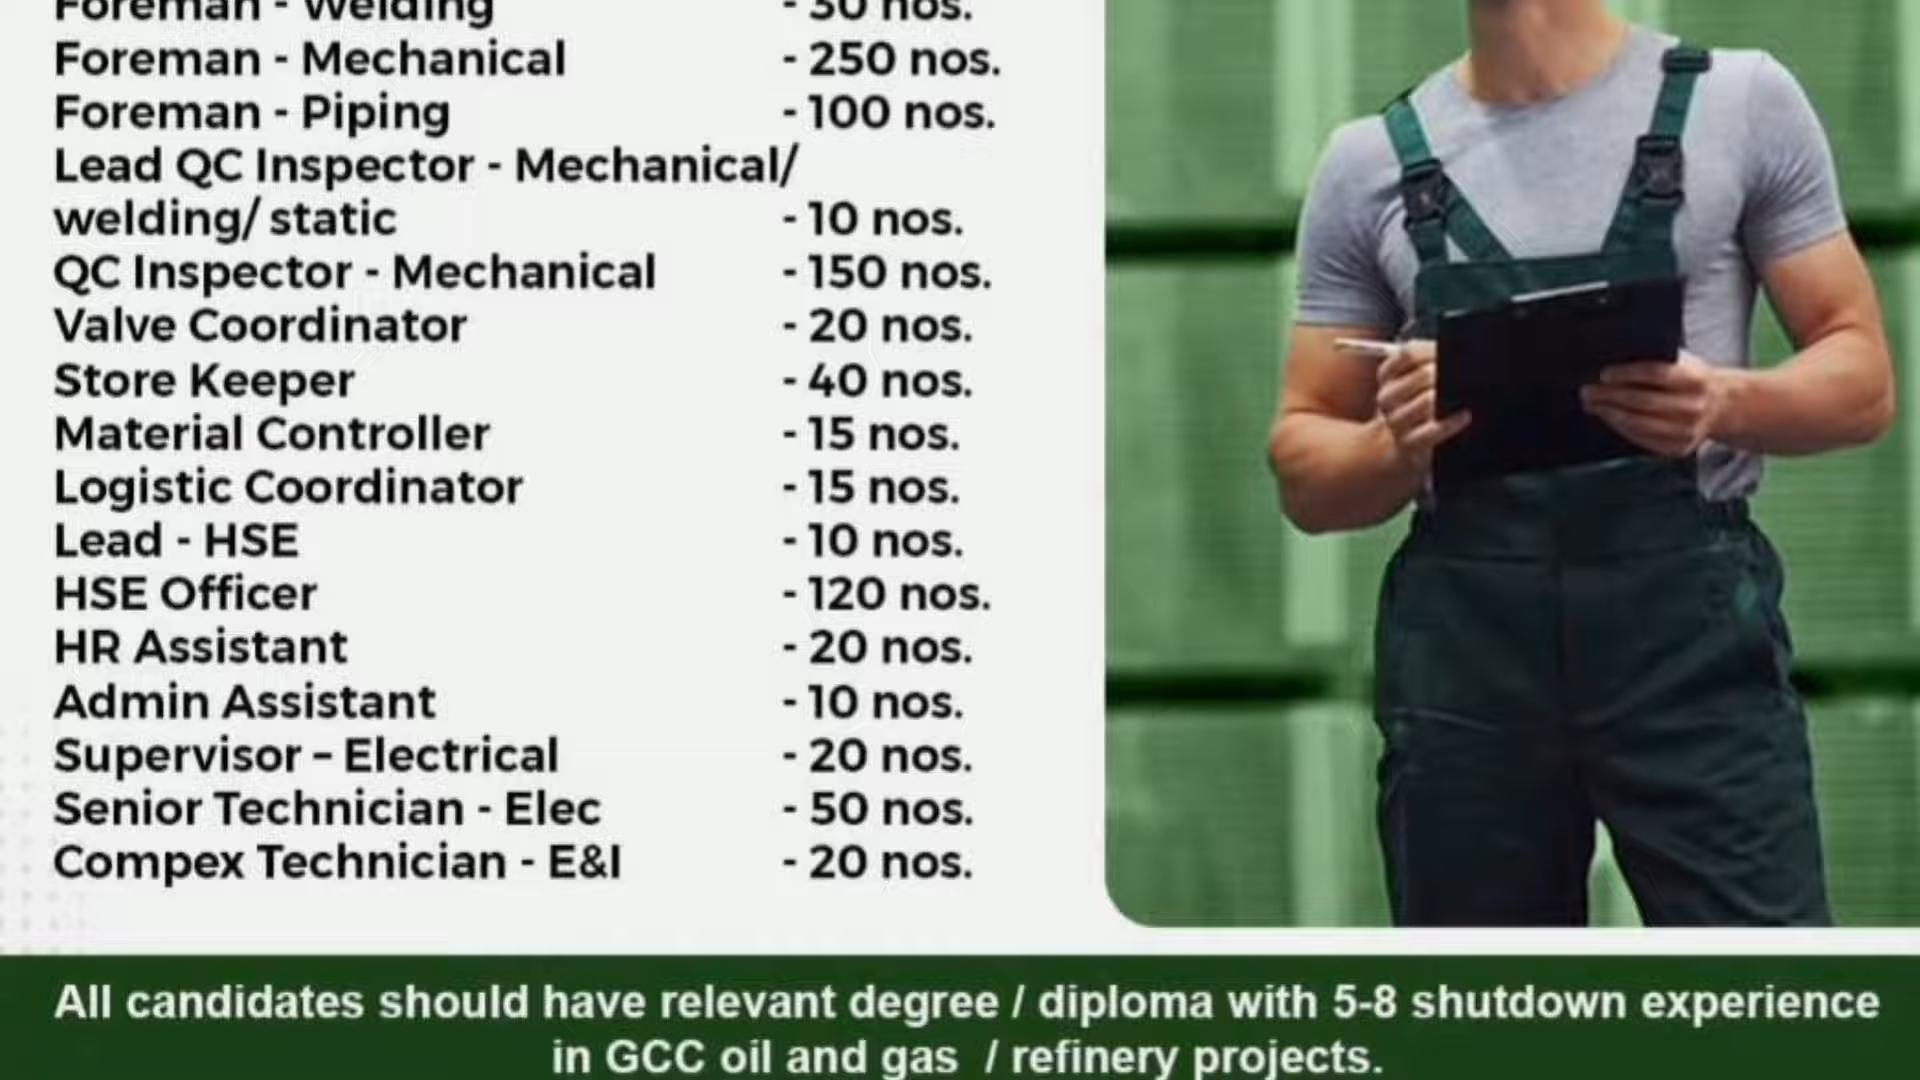 Foreman - Welding - 30 nos.
Foreman - Mechanical - 250 nos.
Foreman - Piping - 100 nos.
Lead QC Inspector - Mechanical/
welding/ static - 10 nos.
QC Inspector - Mechanical - 150 nos.
Valve Coordinator - 20 nos.
Store Keeper - 40 nos.
Material Controller - 15 nos.
Logistic Coordinator - 15 nos.
Lead - HSE - 10 nos.
HSE Officer - 120 nos.
HR Assistant - 20 nos.
Admin Assistant - 10 nos.
Supervisor – Electrical - 20 nos.
Senior Technician - Elec - 50 nos.
Compex Technician - E&I - 20 nos.
All candidates should have relevant degree / diploma with 5-8 shutdown experience
in GCC oil and gas / refinery projects.